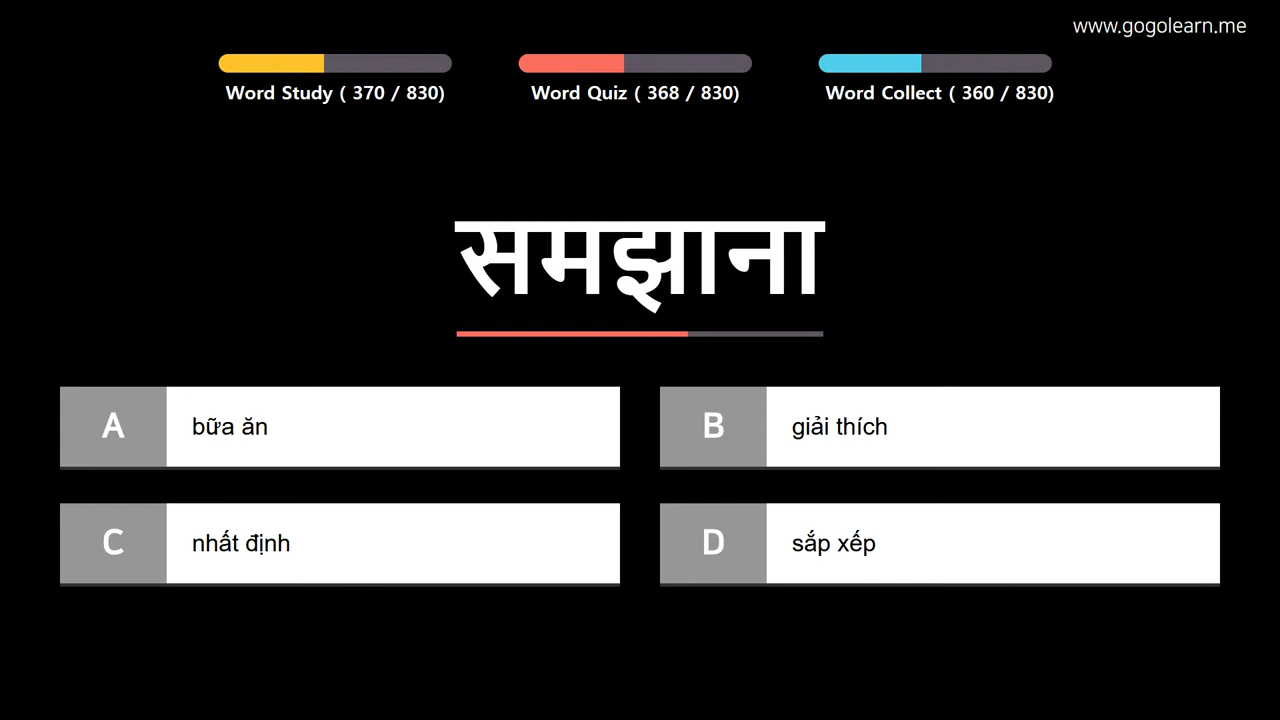 www.gogolearn.me
Word Study ( 370 / 830)
Word Quiz ( 368 / 830)
Word Collect ( 360 / 830)
समझाना
A
bữa ăn
B
giải thích
C
nhất định
D
sắp xếp